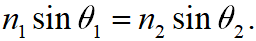 n₁ sin θ₁ = n₂ sin θ₂.